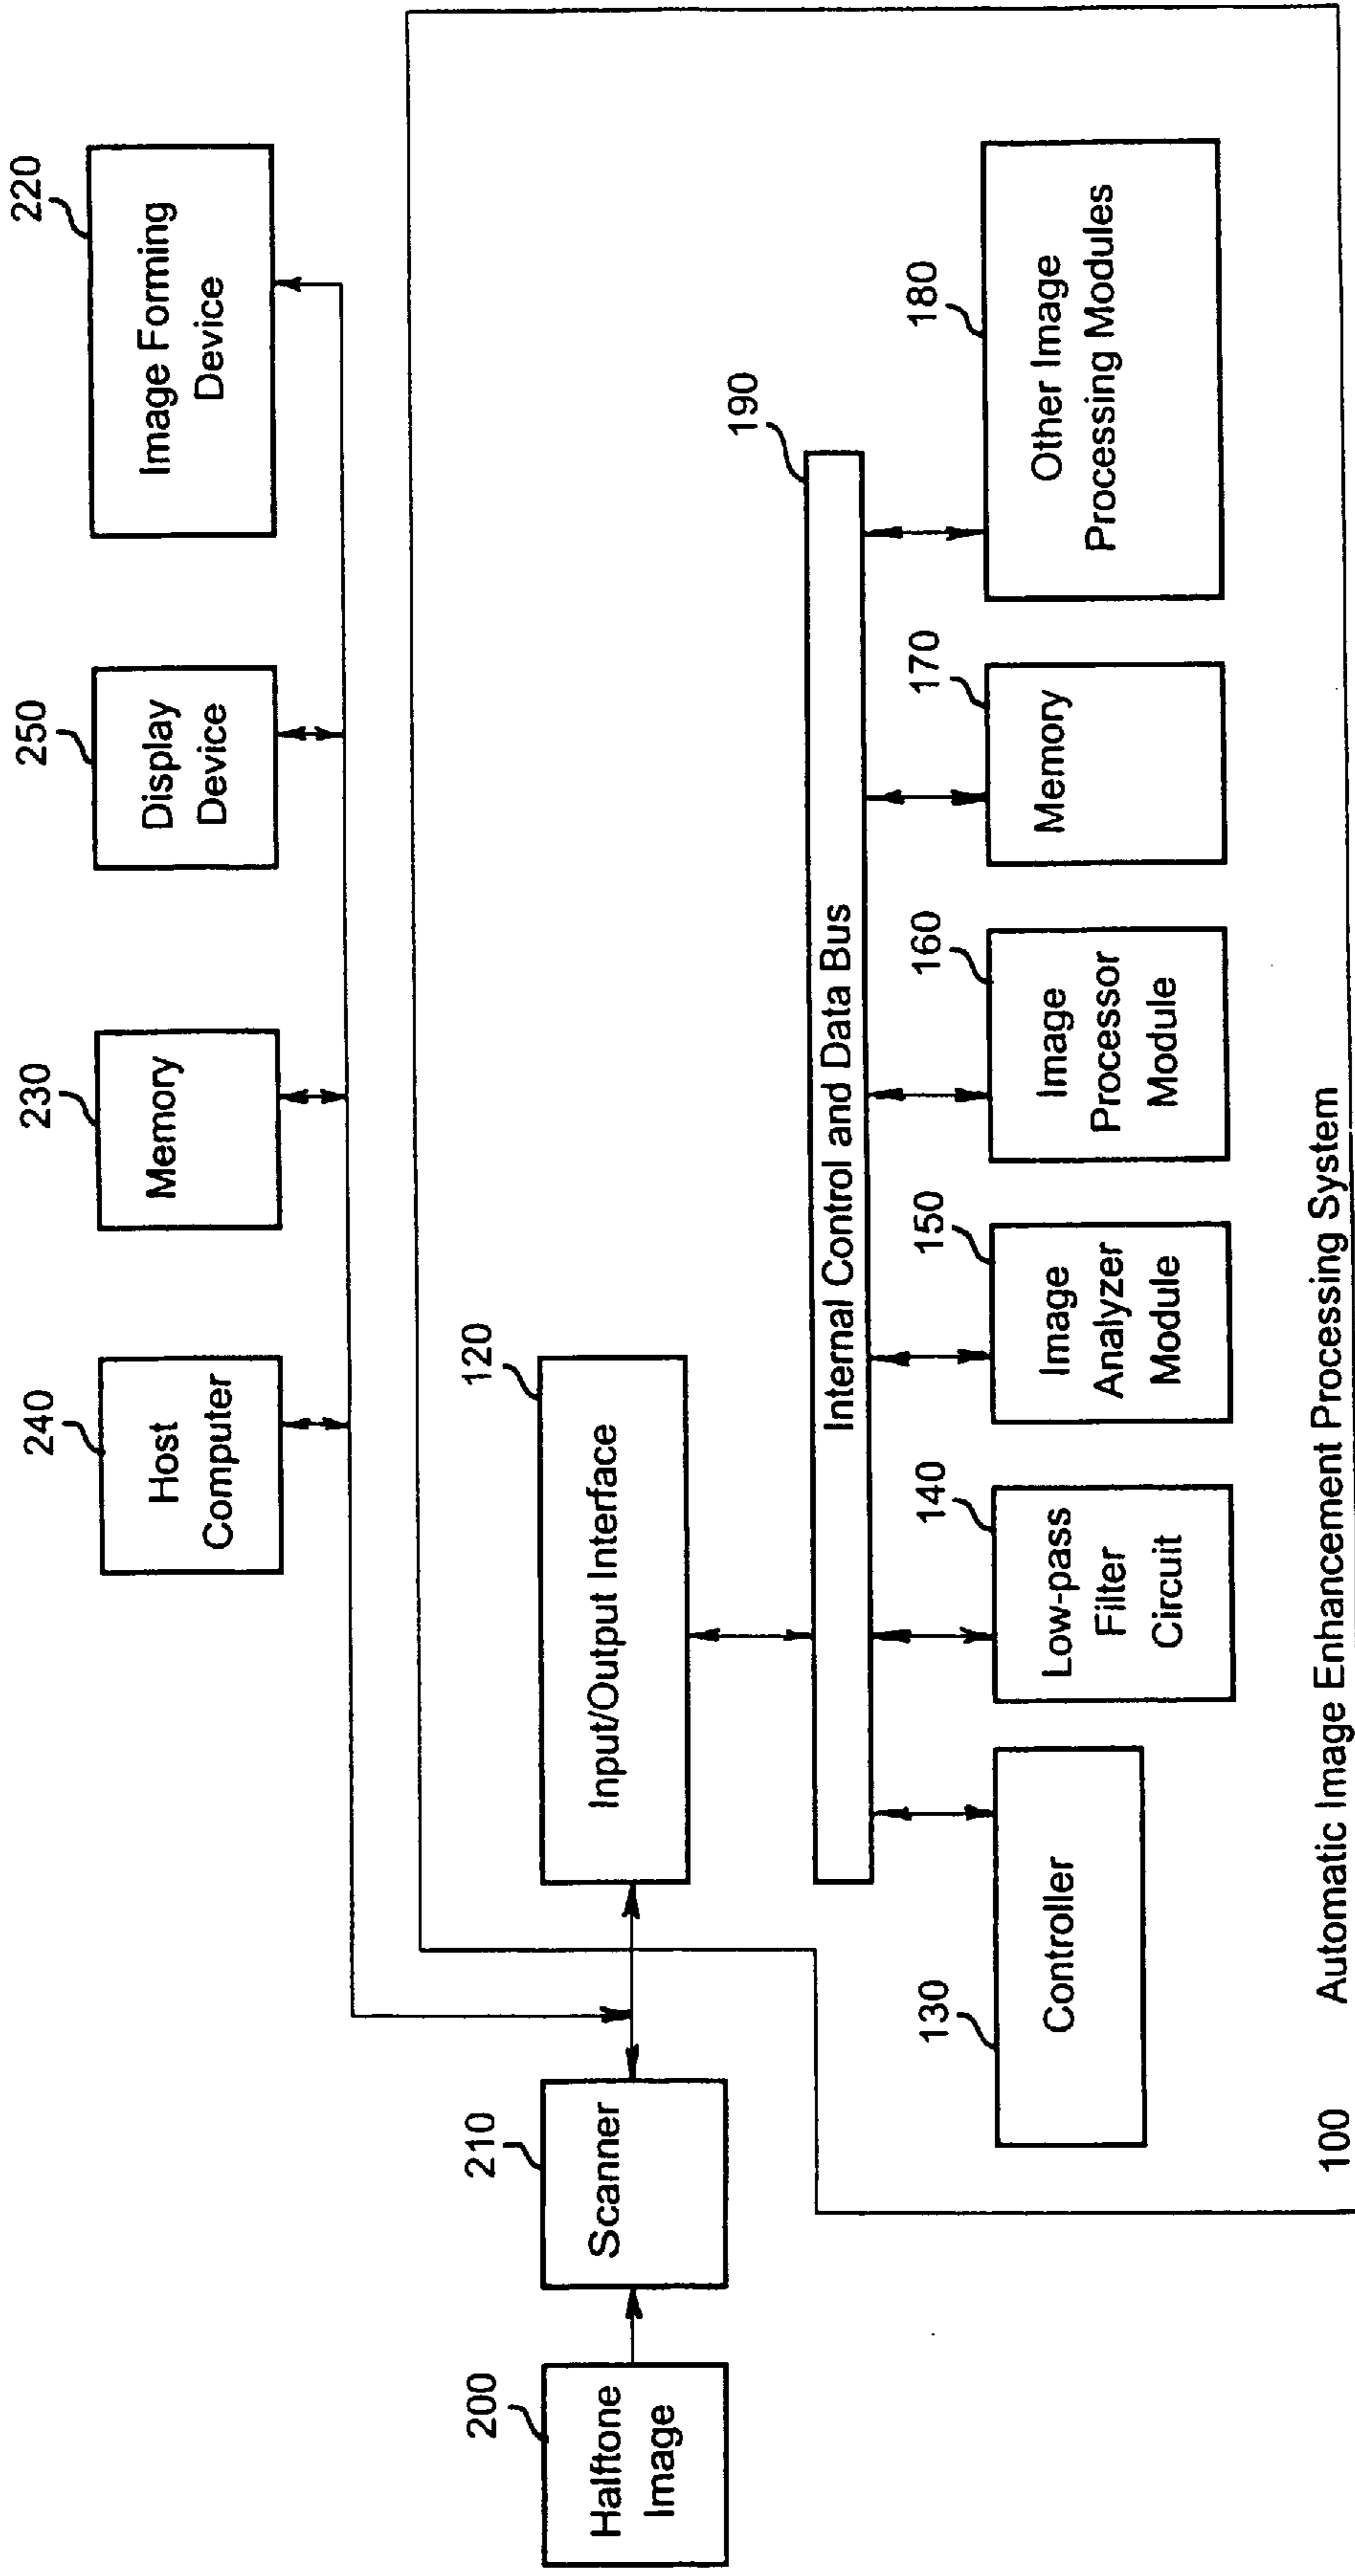 240
Host
Computer
230
Memory
250
Display
Device
220
Image Forming
Device
200
Halftone
Image
210
Scanner
120
Input/Output Interface
190
Internal Control and Data Bus
130
Controller
140
Low-pass
Filter
Circuit
150
Image
Analyzer
Module
160
Image
Processor
Module
170
Memory
180
Other Image
Processing Modules
100 Automatic Image Enhancement Processing System